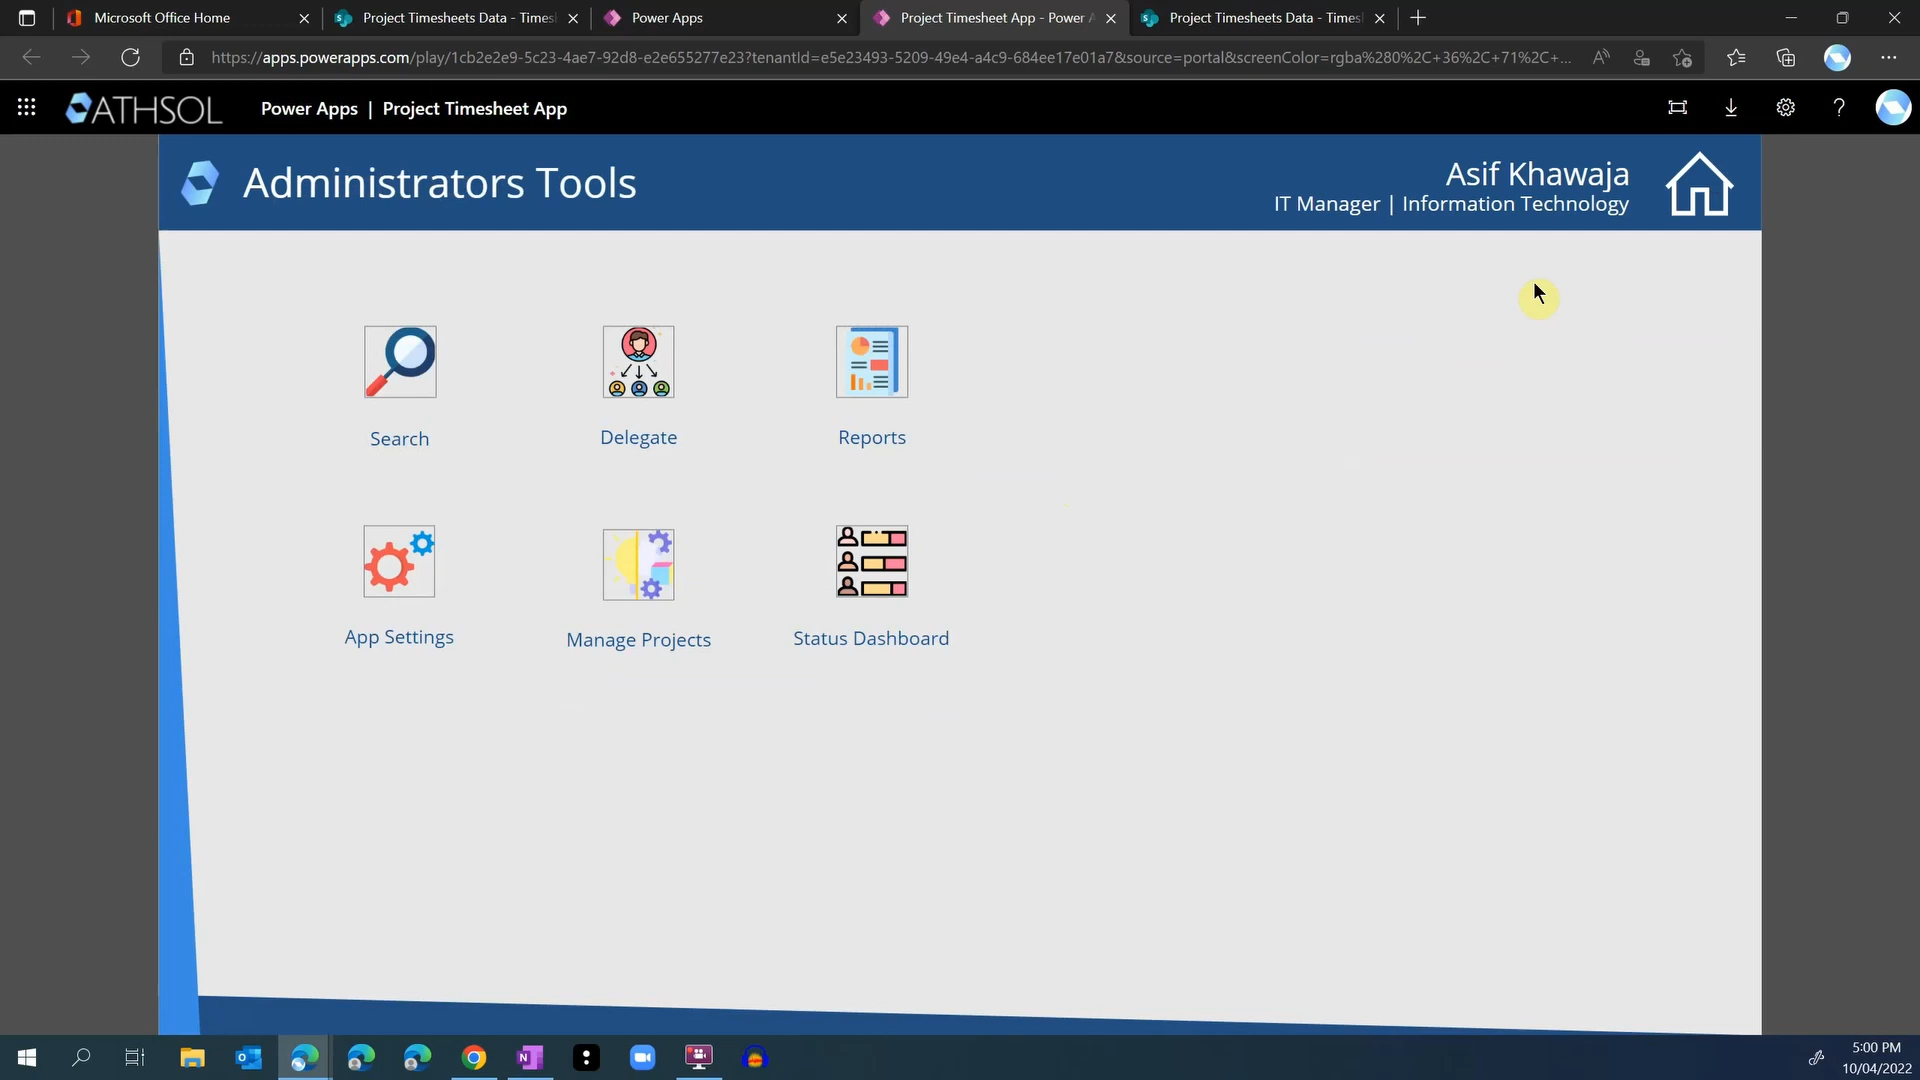 Microsoft Office Home
Project Timesheets Data - Times
Power Apps
Project Timesheet App - Power A
Project Timesheets Data - Times
https://apps.powerapps.com/play/1cb2e2e9-5c23-4ae7-92d8-e2e655277e23?tenantId=e5e23493-5209-49e4-a4c9-684ee17e01a7&source=portal&screenColor=rgba%280%2C+36%2C+71%2C+...
ATHSOL
Power Apps | Project Timesheet App
Administrators Tools
Asif Khawaja
IT Manager | Information Technology
Search
Delegate
Reports
App Settings
Manage Projects
Status Dashboard
5:00 PM
10/04/2022